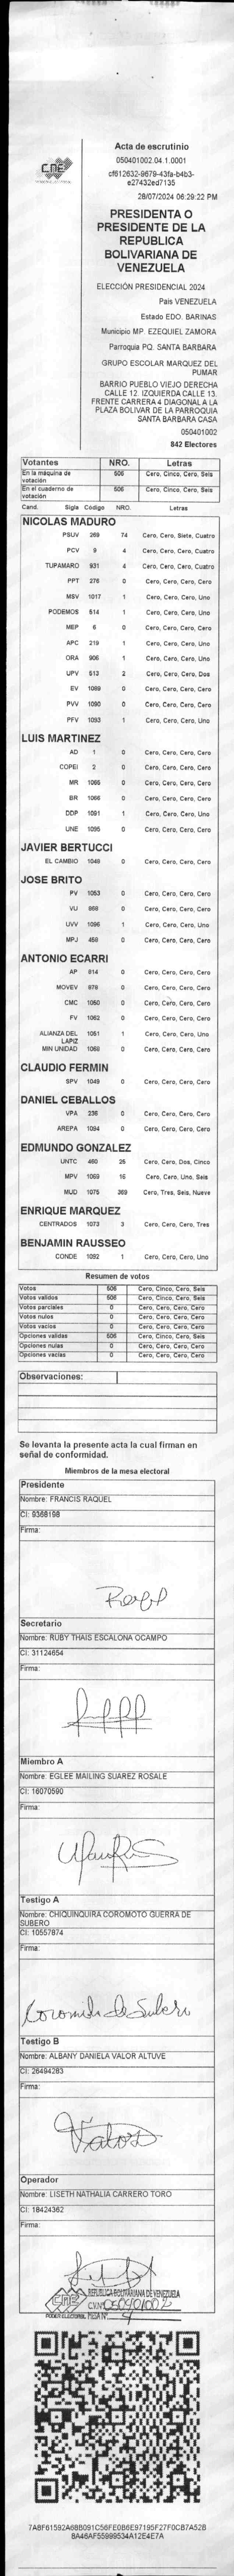 CNE
Acta de escrutinio
050401002.04.1.0001
cf612632-9679-43fa-b4b3-
e27432ed7135
28/07/2024 06:29:22 PM
PRESIDENTA O
PRESIDENTE DE LA
REPUBLICA
BOLIVARIANA DE
VENEZUELA
ELECCIÓN PRESIDENCIAL 2024
País VENEZUELA
Estado EDO. BARINAS
Municipio MP. EZEQUIEL ZAMORA
Parroquia PQ. SANTA BARBARA
GRUPO ESCOLAR MARQUEZ DEL
PUMAR
BARRIO PUEBLO VIEJO DERECHA
CALLE 12. IZQUIERDA CALLE 13.
FRENTE CARRERA 4 DIAGONAL A LA
PLAZA BOLIVAR DE LA PARROQUIA
SANTA BARBARA CASA
050401002
842 Electores
Votantes NRO. Letras
En la máquina de votación 506 Cero, Cinco, Cero, Seis
En el cuaderno de votación 506 Cero, Cinco, Cero, Seis
Cand. Sigla Código NRO. Letras
NICOLAS MADURO
PSUV 269 74 Cero, Cero, Siete, Cuatro
PCV 9 4 Cero, Cero, Cero, Cuatro
TUPAMARO 931 4 Cero, Cero, Cero, Cuatro
PPT 276 0 Cero, Cero, Cero, Cero
MSV 1017 1 Cero, Cero, Cero, Uno
PODEMOS 514 1 Cero, Cero, Cero, Uno
MEP 6 0 Cero, Cero, Cero, Cero
APC 219 1 Cero, Cero, Cero, Uno
ORA 906 1 Cero, Cero, Cero, Uno
UPV 513 2 Cero, Cero, Cero, Dos
EV 1089 0 Cero, Cero, Cero, Cero
PVV 1090 0 Cero, Cero, Cero, Cero
PFV 1093 1 Cero, Cero, Cero, Uno
LUIS MARTINEZ
AD 1 0 Cero, Cero, Cero, Cero
COPEI 2 0 Cero, Cero, Cero, Cero
MR 1065 0 Cero, Cero, Cero, Cero
BR 1066 0 Cero, Cero, Cero, Cero
DDP 1091 1 Cero, Cero, Cero, Uno
UNE 1095 0 Cero, Cero, Cero, Cero
JAVIER BERTUCCI
EL CAMBIO 1048 0 Cero, Cero, Cero, Cero
JOSE BRITO
PV 1053 0 Cero, Cero, Cero, Cero
VU 868 0 Cero, Cero, Cero, Cero
UVV 1096 1 Cero, Cero, Cero, Uno
MPJ 458 0 Cero, Cero, Cero, Cero
ANTONIO ECARRI
AP 814 0 Cero, Cero, Cero, Cero
MOVEV 878 0 Cero, Cero, Cero, Cero
CMC 1050 0 Cero, Cero, Cero, Cero
FV 1062 0 Cero, Cero, Cero, Cero
ALIANZA DEL LAPIZ 1051 1 Cero, Cero, Cero, Uno
MIN UNIDAD 1068 0 Cero, Cero, Cero, Cero
CLAUDIO FERMIN
SPV 1049 0 Cero, Cero, Cero, Cero
DANIEL CEBALLOS
VPA 236 0 Cero, Cero, Cero, Cero
AREPA 1094 0 Cero, Cero, Cero, Cero
EDMUNDO GONZALEZ
UNTC 460 25 Cero, Cero, Dos, Cinco
MPV 1069 16 Cero, Cero, Uno, Seis
MUD 1075 369 Cero, Tres, Seis, Nueve
ENRIQUE MARQUEZ
CENTRADOS 1073 3 Cero, Cero, Cero, Tres
BENJAMIN RAUSSEO
CONDE 1092 1 Cero, Cero, Cero, Uno
Resumen de votos
Votos 506 Cero, Cinco, Cero, Seis
Votos validos 506 Cero, Cinco, Cero, Seis
Votos parciales 0 Cero, Cero, Cero, Cero
Votos nulos 0 Cero, Cero, Cero, Cero
Votos vacíos 0 Cero, Cero, Cero, Cero
Opciones validas 506 Cero, Cinco, Cero, Seis
Opciones nulas 0 Cero, Cero, Cero, Cero
Opciones vacías 0 Cero, Cero, Cero, Cero
Observaciones:
Se levanta la presente acta la cual firman en
señal de conformidad.
Miembros de la mesa electoral
Presidente
Nombre: FRANCIS RAQUEL
CI: 9368198
Firma:
Secretario
Nombre: RUBY THAIS ESCALONA OCAMPO
CI: 31124654
Firma:
Miembro A
Nombre: EGLEE MAILING SUAREZ ROSALE
CI: 16070590
Firma:
Testigo A
Nombre: CHIQUINQUIRA COROMOTO GUERRA DE
SUBERO
CI: 10557874
Firma:
Coromoto de Subero
Testigo B
Nombre: ALBANY DANIELA VALOR ALTUVE
CI: 26494283
Firma:
Valor
Operador
Nombre: LISETH NATHALIA CARRERO TORO
CI: 18424362
Firma:
CNE REPUBLICA BOLIVARIANA DE VENEZUELA
C.V.Nº 050401002
PODER ELECTORAL MESA Nº 4
7A8F61592A6BB091C56FE0B6E97195F27F0CB7A52B
8A46AF55999534A12E4E7A